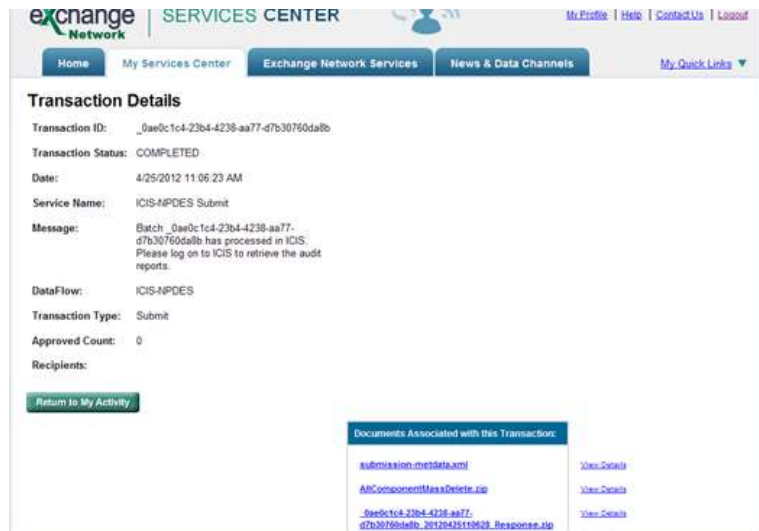 exchange
Network
SERVICES CENTER
My Profile | Help | Contact Us | Logout
Home
My Services Center
Exchange Network Services
News & Data Channels
My Quick Links ▼
Transaction Details
Transaction ID: _0ae0c1c4-23b4-4238-aa77-d7b30760da8b
Transaction Status: COMPLETED
Date: 4/25/2012 11:06:23 AM
Service Name: ICIS-NPDES Submit
Message: Batch _0ae0c1c4-23b4-4238-aa77-
d7b30760da8b has processed in ICIS.
Please log on to ICIS to retrieve the audit
reports.
DataFlow: ICIS-NPDES
Transaction Type: Submit
Approved Count: 0
Recipients:
Return to My Activity
Documents Associated with this Transaction:
submission-metdata.xml View Details
AllComponentMassDelete.zip View Details
_0ae0c1c4-23b4-4238-aa77- View Details
d7b30760da8b_20120425110628_Response.zip